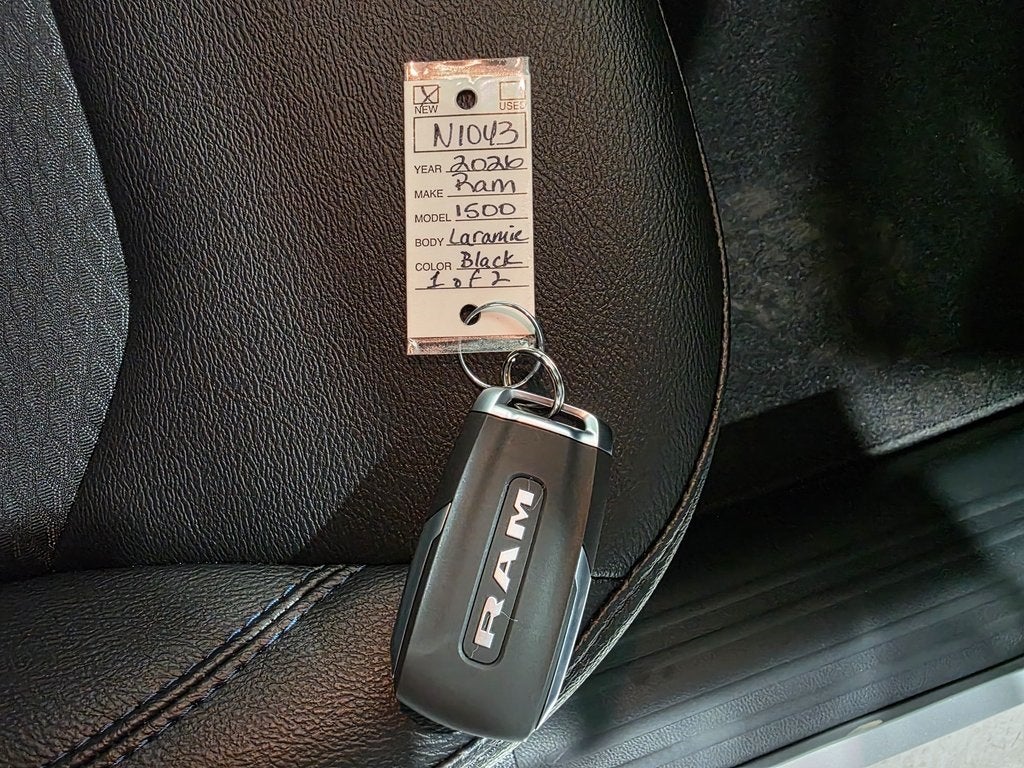 X
NEW USED
N1043
YEAR 2026
MAKE Ram
MODEL 1500
BODY Laramie
COLOR Black
1 of 2
RAM